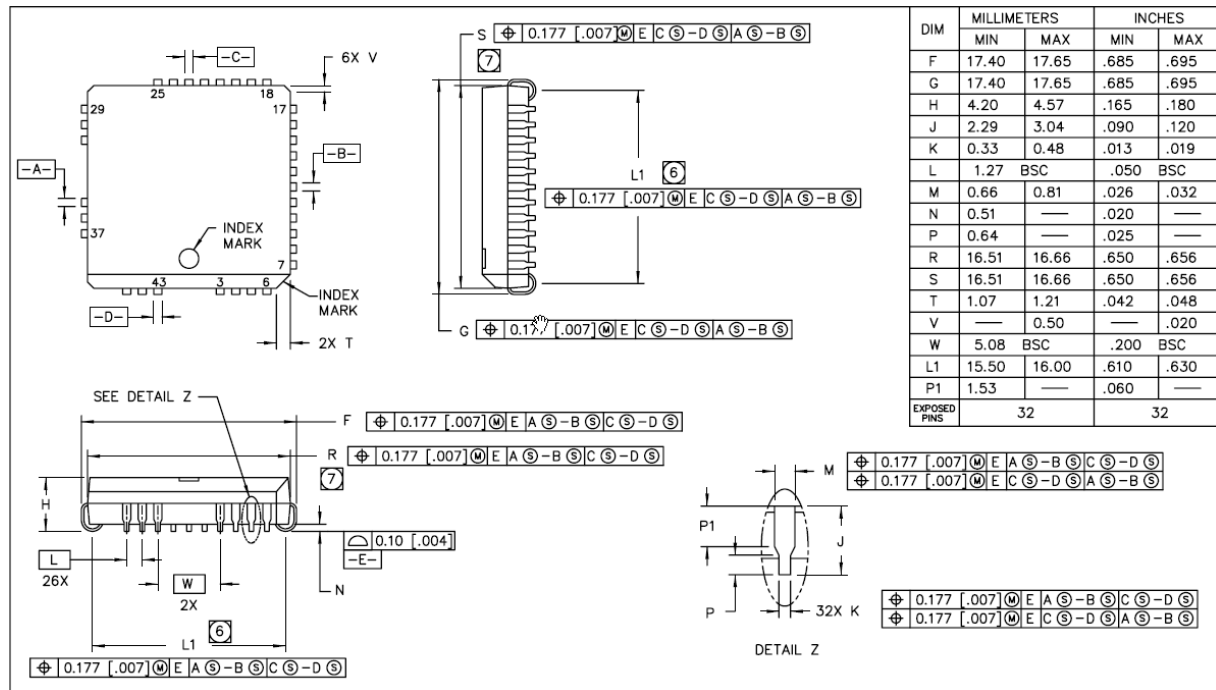 -C-
6X V
25
18
29
17
-A-
-B-
37
INDEX
MARK
7
43
3
6
-D-
INDEX
MARK
2X T
S ⌖ 0.177 [.007]Ⓜ E C Ⓢ-D Ⓢ A Ⓢ-B Ⓢ
7
L1 6
⌖ 0.177 [.007]Ⓜ E C Ⓢ-D Ⓢ A Ⓢ-B Ⓢ
G ⌖ 0.177 [.007]Ⓜ E C Ⓢ-D Ⓢ A Ⓢ-B Ⓢ
DIM MILLIMETERS INCHES
MIN MAX MIN MAX
F 17.40 17.65 .685 .695
G 17.40 17.65 .685 .695
H 4.20 4.57 .165 .180
J 2.29 3.04 .090 .120
K 0.33 0.48 .013 .019
L 1.27 BSC .050 BSC
M 0.66 0.81 .026 .032
N 0.51 — .020 —
P 0.64 — .025 —
R 16.51 16.66 .650 .656
S 16.51 16.66 .650 .656
T 1.07 1.21 .042 .048
V — 0.50 — .020
W 5.08 BSC .200 BSC
L1 15.50 16.00 .610 .630
P1 1.53 — .060 —
EXPOSED PINS 32 32
SEE DETAIL Z
F ⌖ 0.177 [.007]Ⓜ E A Ⓢ-B Ⓢ C Ⓢ-D Ⓢ
R ⌖ 0.177 [.007]Ⓜ E A Ⓢ-B Ⓢ C Ⓢ-D Ⓢ
7
H
⌓ 0.10 [.004]
-E-
L
26X
W
2X
N
L1 6
⌖ 0.177 [.007]Ⓜ E A Ⓢ-B Ⓢ C Ⓢ-D Ⓢ
M
⌖ 0.177 [.007]Ⓜ E A Ⓢ-B Ⓢ C Ⓢ-D Ⓢ
⌖ 0.177 [.007]Ⓜ E C Ⓢ-D Ⓢ A Ⓢ-B Ⓢ
P1
J
P
32X K
⌖ 0.177 [.007]Ⓜ E A Ⓢ-B Ⓢ C Ⓢ-D Ⓢ
⌖ 0.177 [.007]Ⓜ E C Ⓢ-D Ⓢ A Ⓢ-B Ⓢ
DETAIL Z